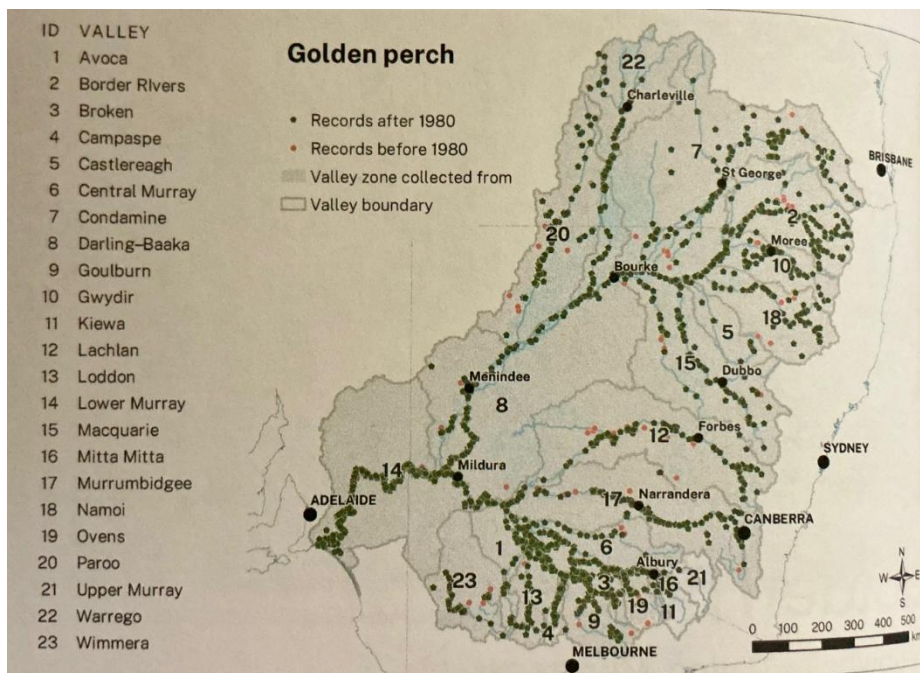 ID VALLEY
1 Avoca
2 Border RIvers
3 Broken
4 Campaspe
5 Castlereagh
6 Central Murray
7 Condamine
8 Darling–Baaka
9 Goulburn
10 Gwydir
11 Kiewa
12 Lachlan
13 Loddon
14 Lower Murray
15 Macquarie
16 Mitta Mitta
17 Murrumbidgee
18 Namoi
19 Ovens
20 Paroo
21 Upper Murray
22 Warrego
23 Wimmera
Golden perch
Records after 1980
Records before 1980
Valley zone collected from
Valley boundary
22
Charleville
7
BRISBANE
St George
2
20
Moree
10
Bourke
18
5
15
Menindee
Dubbo
8
12
Forbes
14
Mildura
SYDNEY
17
Narrandera
ADELAIDE
CANBERRA
1
6
Albury
21
23
3
16
13
19
11
9
4
MELBOURNE
N
W E
S
0 100 200 300 400 500
km